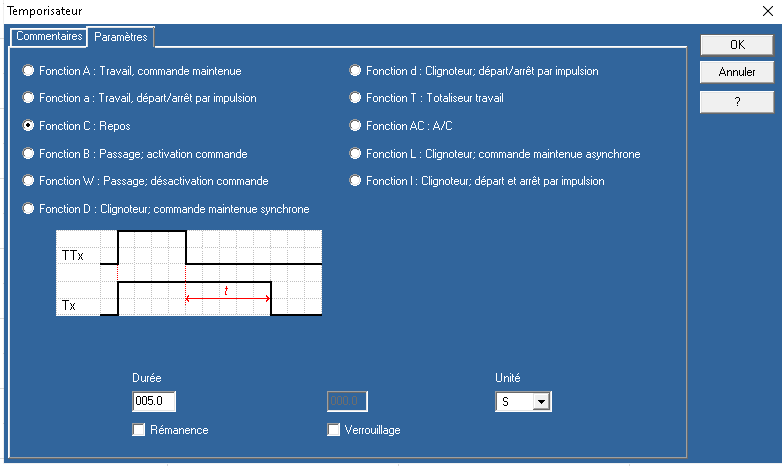 Temporisateur
Commentaires Paramètres
OK
Annuler
?
Fonction A : Travail, commande maintenue
Fonction a : Travail, départ/arrêt par impulsion
Fonction C : Repos
Fonction B : Passage; activation commande
Fonction W : Passage; désactivation commande
Fonction D : Clignoteur; commande maintenue synchrone
Fonction d : Clignoteur; départ/arrêt par impulsion
Fonction T : Totaliseur travail
Fonction AC : A/C
Fonction L : Clignoteur; commande maintenue asynchrone
Fonction l : Clignoteur; départ et arrêt par impulsion
TTx
t
Tx
Durée Unité
005.0 000.0 S
Rémanence Verrouillage